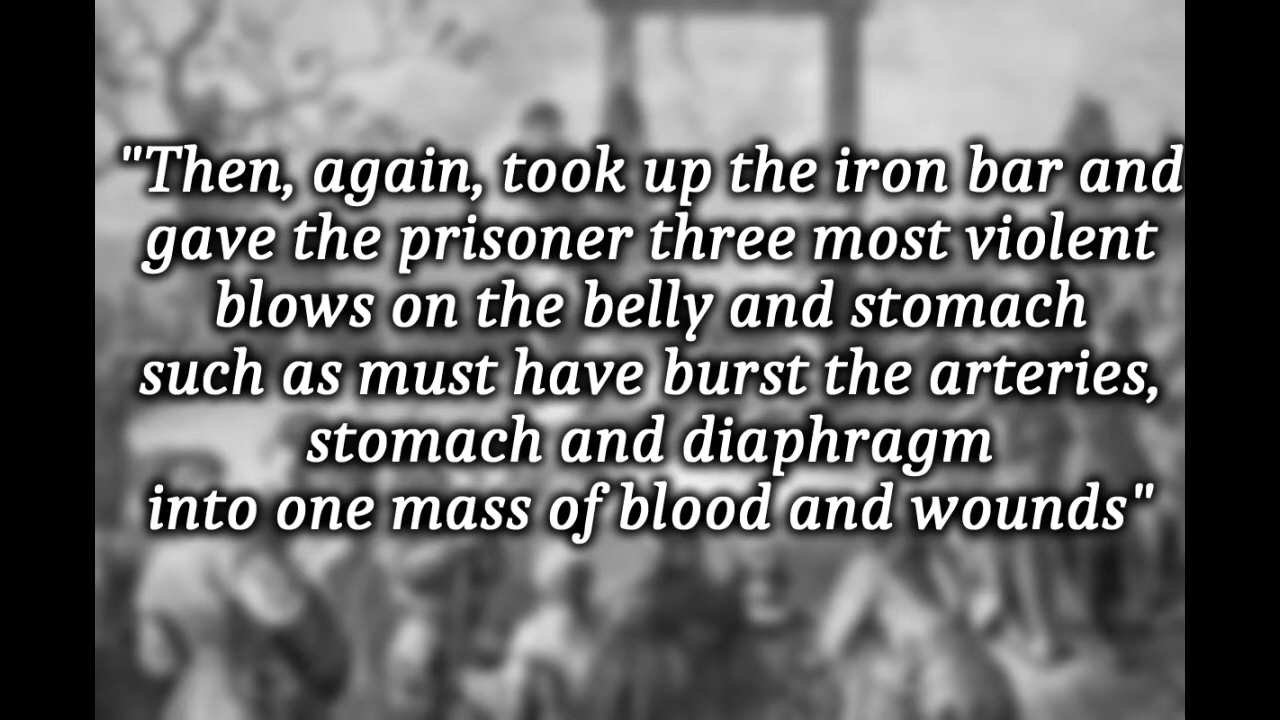 "Then, again, took up the iron bar and
gave the prisoner three most violent
blows on the belly and stomach
such as must have burst the arteries,
stomach and diaphragm
into one mass of blood and wounds"